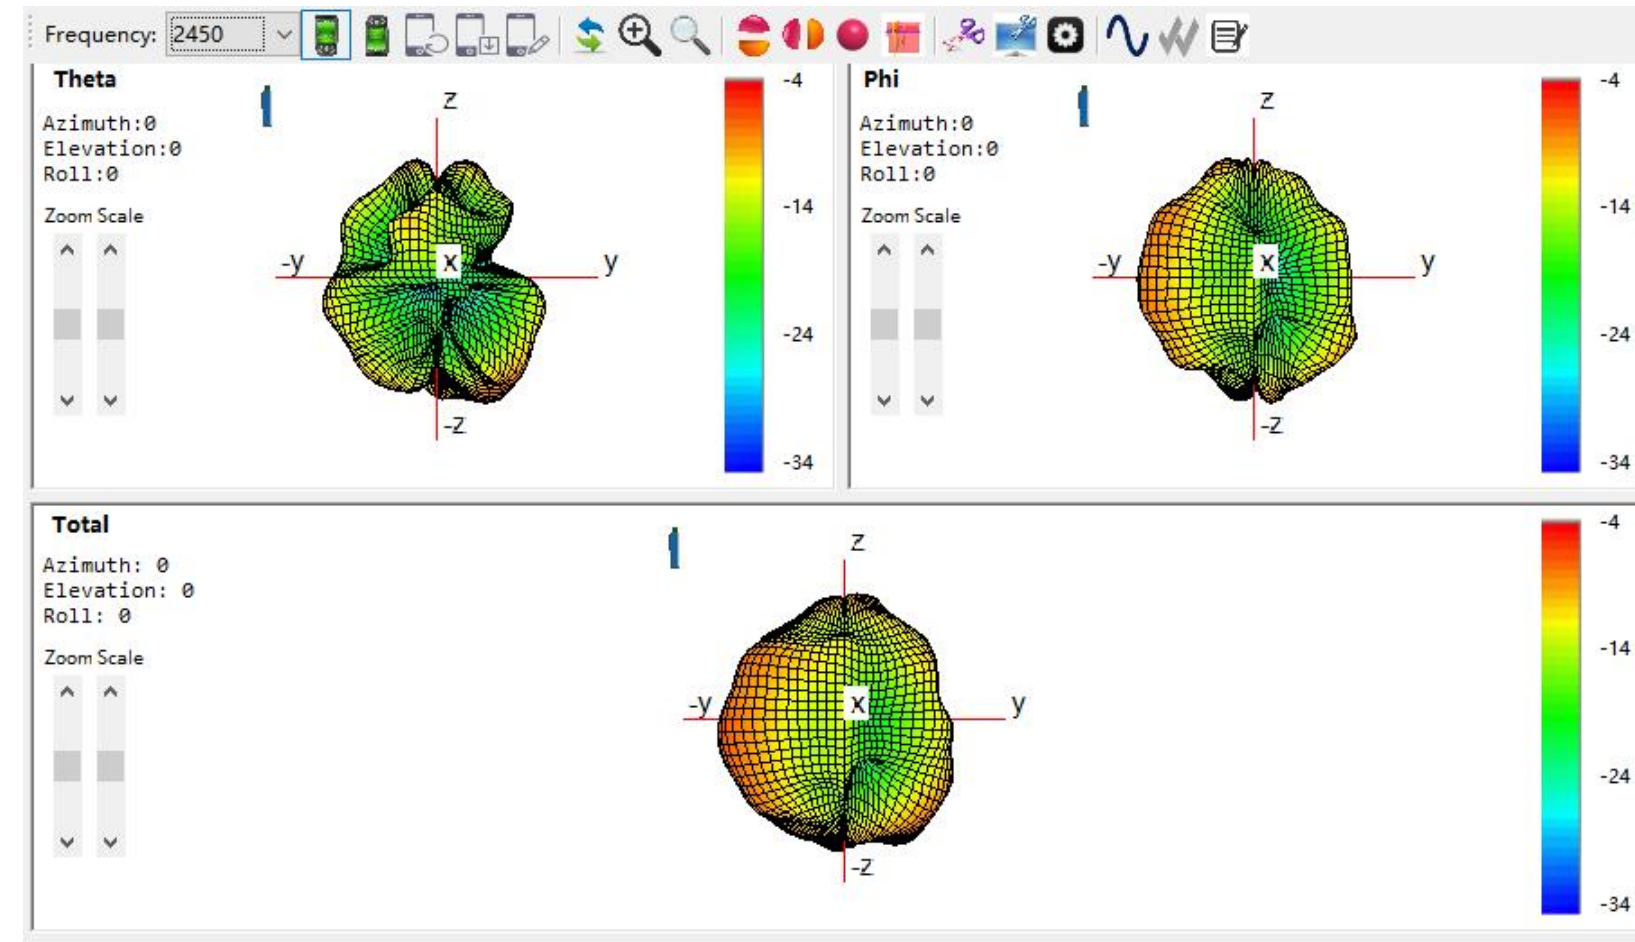 Frequency: 2450
Theta
Azimuth:0
Elevation:0
Roll:0
Zoom Scale
z
-y
x
y
-z
-4
-14
-24
-34
Phi
Azimuth:0
Elevation:0
Roll:0
Zoom Scale
z
-y
x
y
-z
-4
-14
-24
-34
Total
Azimuth: 0
Elevation: 0
Roll: 0
Zoom Scale
z
-y
x
y
-z
-4
-14
-24
-34